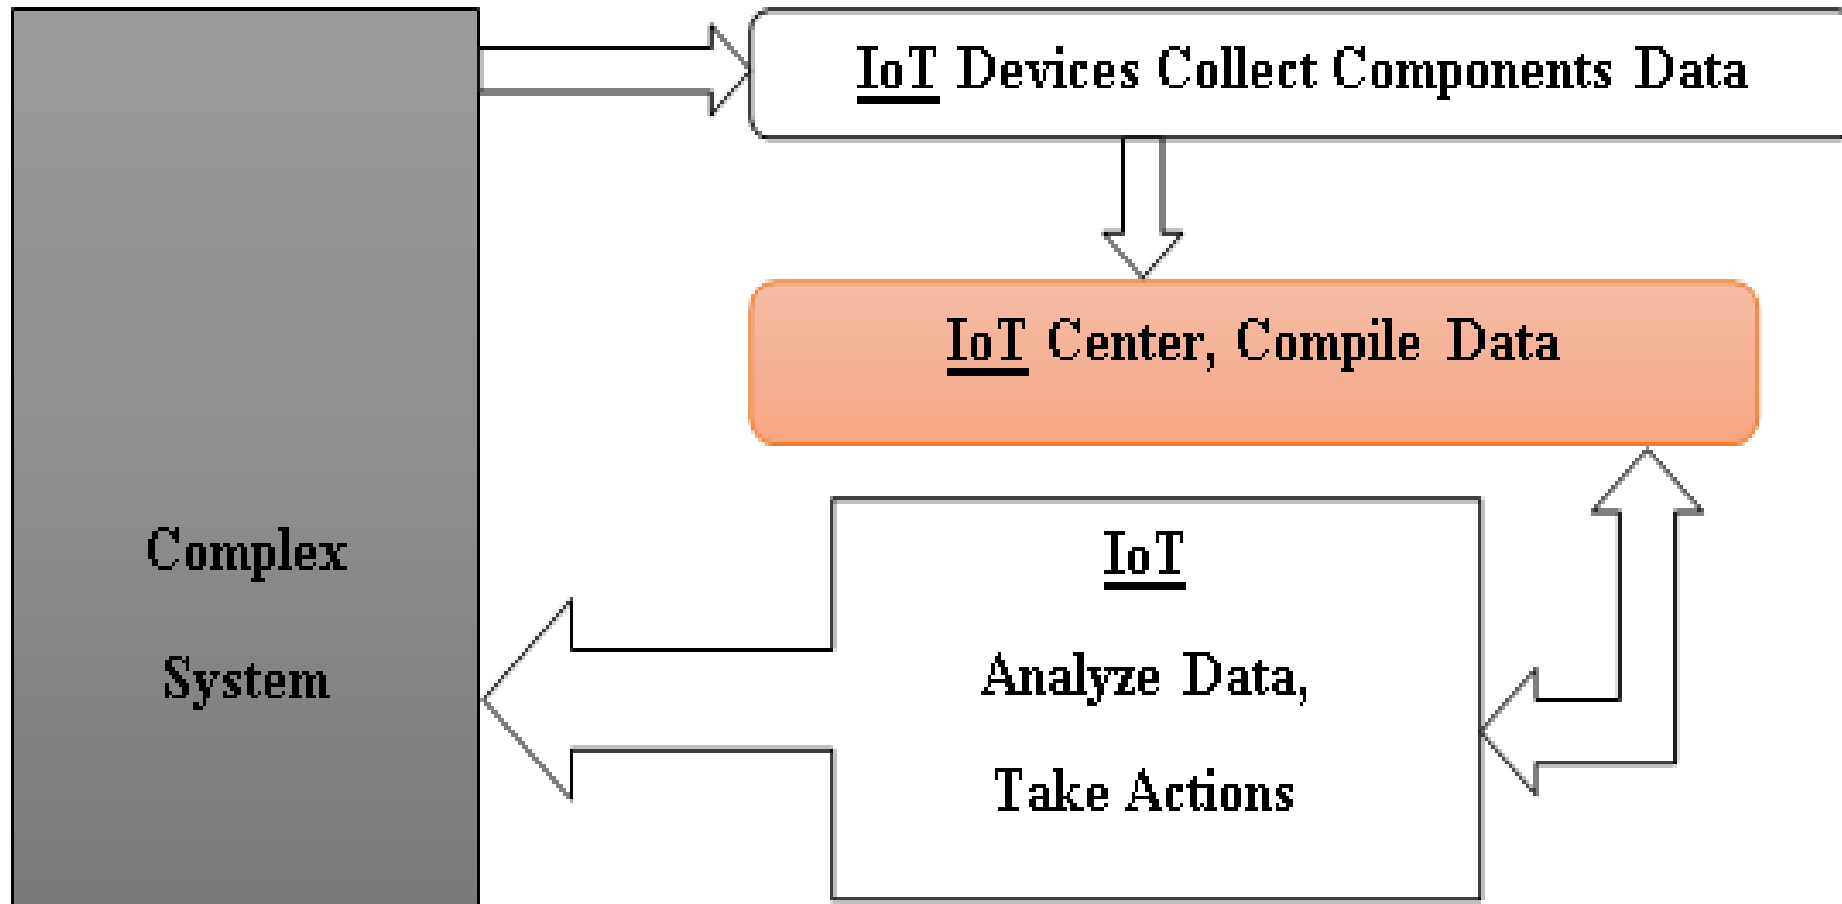 IoT Devices Collect Components Data
IoT Center, Compile Data
Complex
System
IoT
Analyze Data,
Take Actions